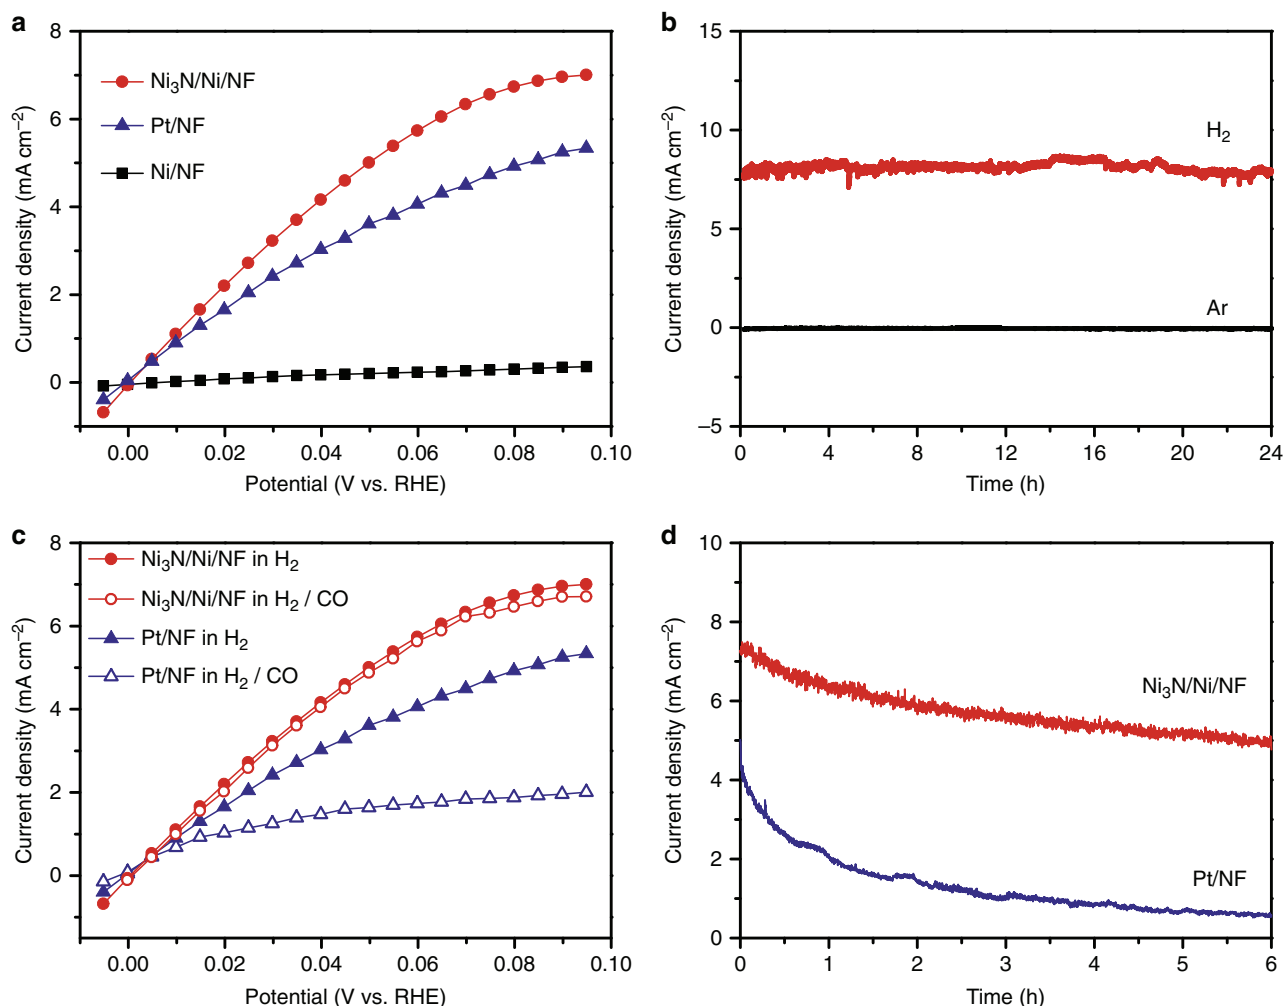 a
8
6
4
2
0
Current density (mA cm⁻²)
Ni₃N/Ni/NF
Pt/NF
Ni/NF
0.00 0.02 0.04 0.06 0.08 0.10
Potential (V vs. RHE)
b
15
10
5
0
–5
Current density (mA cm⁻²)
H₂
Ar
0 4 8 12 16 20 24
Time (h)
c
8
6
4
2
0
Current density (mA cm⁻²)
Ni₃N/Ni/NF in H₂
Ni₃N/Ni/NF in H₂ / CO
Pt/NF in H₂
Pt/NF in H₂ / CO
0.00 0.02 0.04 0.06 0.08 0.10
Potential (V vs. RHE)
d
10
8
6
4
2
0
Current density (mA cm⁻²)
Ni₃N/Ni/NF
Pt/NF
0 1 2 3 4 5 6
Time (h)